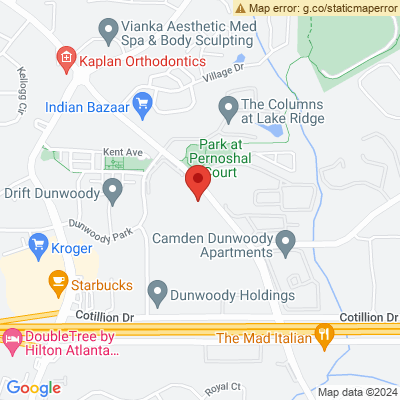 Map error: g.co/staticmaperror
Vianka Aesthetic Med
Spa & Body Sculpting
Kaplan Orthodontics
Village Dr
Kellogg Cir
Indian Bazaar
The Columns
at Lake Ridge
Park at
Pernoshal
Court
Kent Ave
Drift Dunwoody
Dunwoody Park
Camden Dunwoody
Apartments
Kroger
Starbucks
Dunwoody Holdings
Cotillion Dr
Cotillion Dr
DoubleTree by
Hilton Atlanta...
The Mad Italian
Royal Ct
Google
Map data ©2024